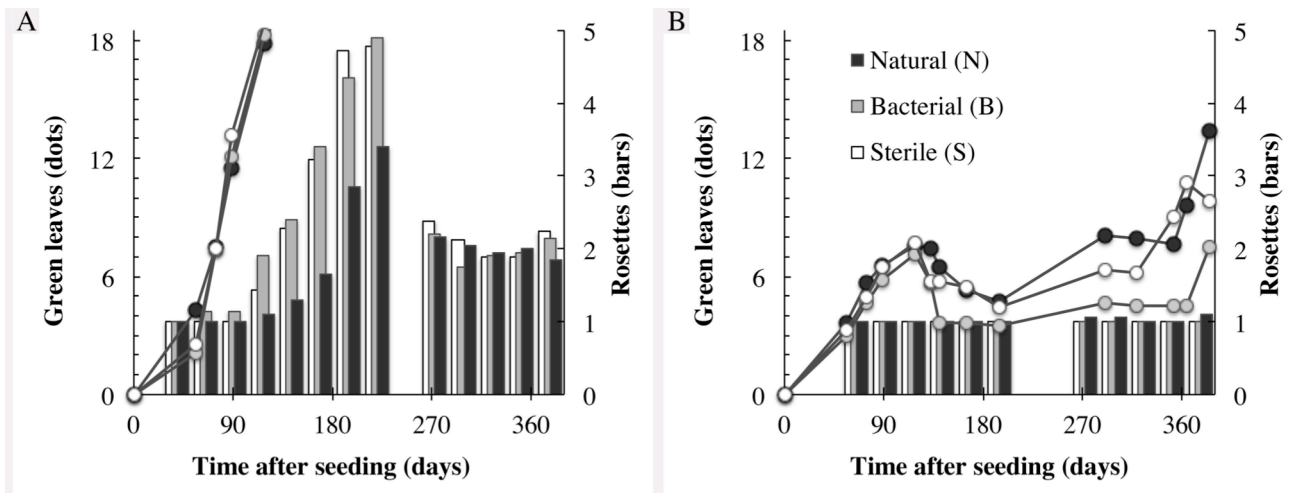 A
18
12
6
0
Green leaves (dots)
5
4
3
2
1
0
Rosettes (bars)
0 90 180 270 360
Time after seeding (days)
B
18
12
6
0
Green leaves (dots)
Natural (N)
Bacterial (B)
Sterile (S)
5
4
3
2
1
0
Rosettes (bars)
0 90 180 270 360
Time after seeding (days)